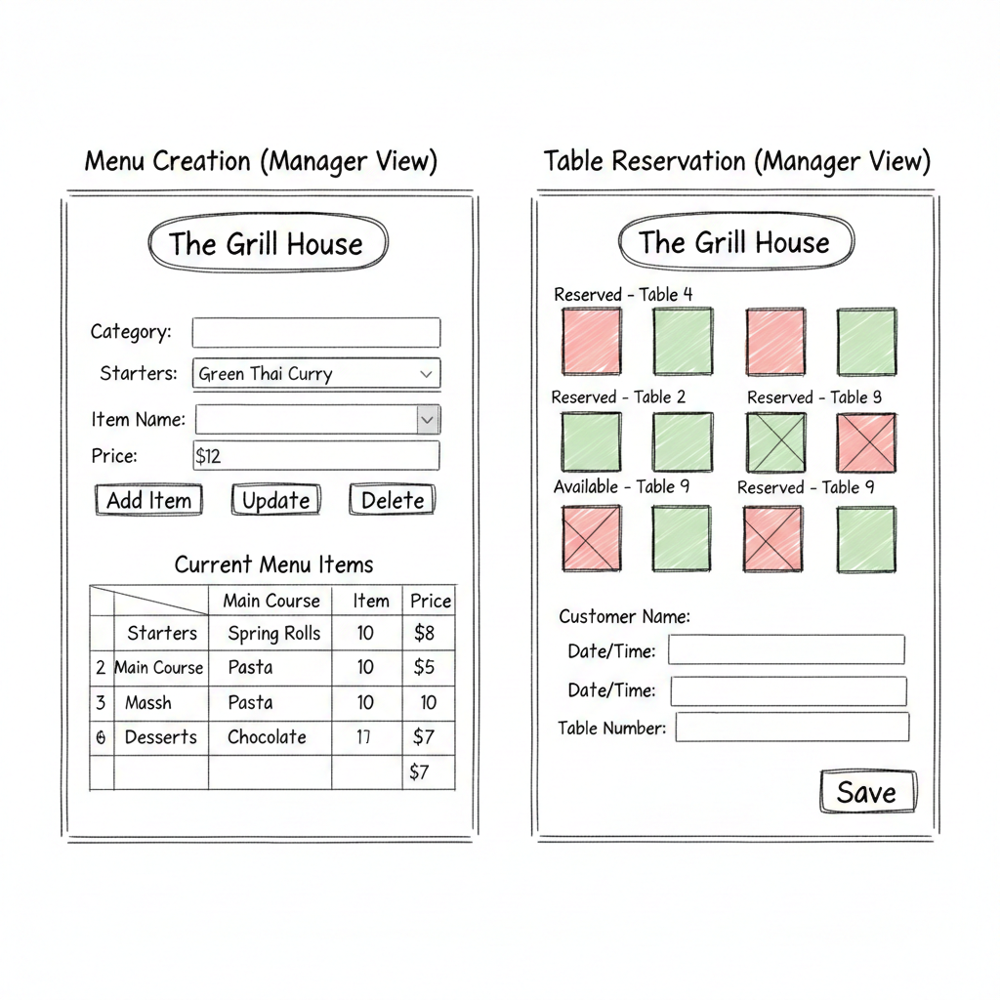 Menu Creation (Manager View)
The Grill House
Category:
Starters: Green Thai Curry
Item Name:
Price: $12
Add Item Update Delete
Current Menu Items
Main Course Item Price
Starters Spring Rolls 10 $8
2 Main Course Pasta 10 $5
3 Massh Pasta 10 10
Desserts Chocolate $7
$7
Table Reservation (Manager View)
The Grill House
Reserved - Table 4
Reserved - Table 2 Reserved - Table 9
Available - Table 9 Reserved - Table 9
Customer Name:
Date/Time:
Date/Time:
Table Number:
Save